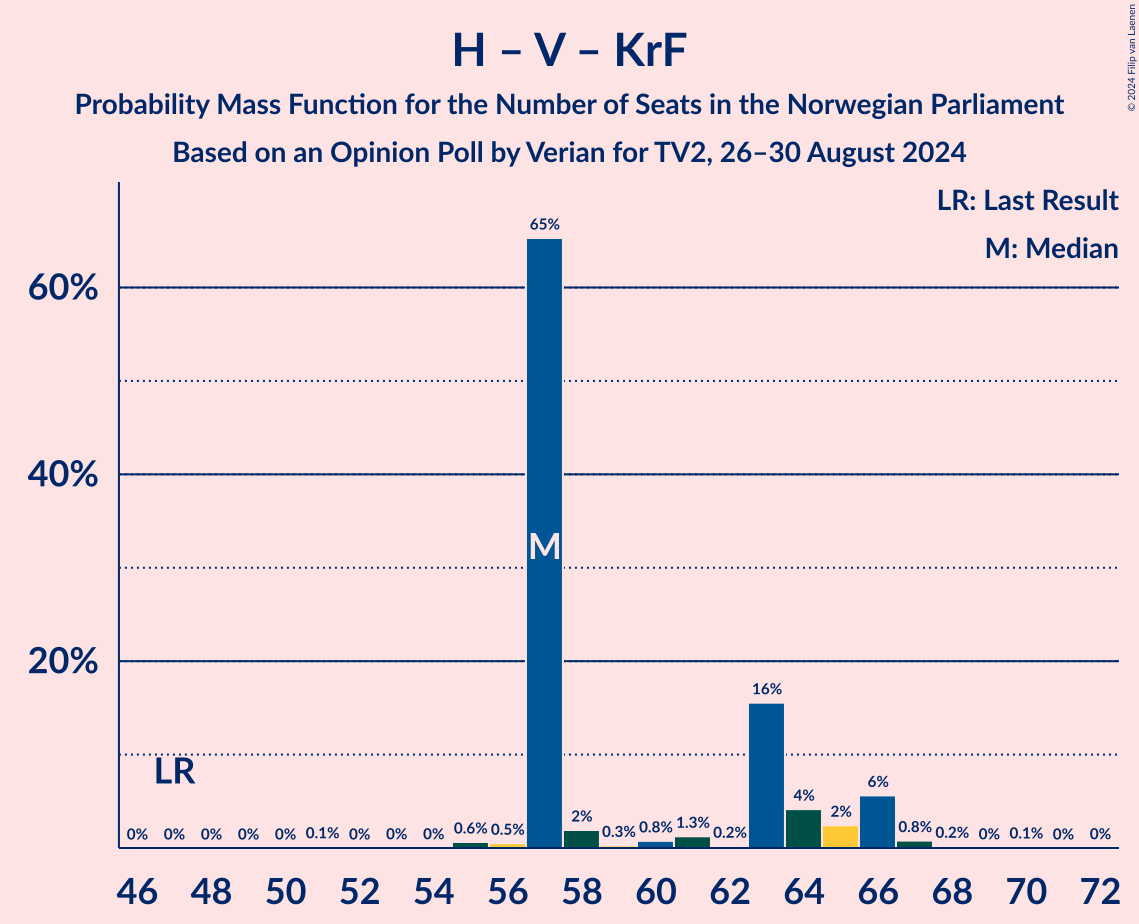 H – V – KrF
Probability Mass Function for the Number of Seats in the Norwegian Parliament
Based on an Opinion Poll by Verian for TV2, 26–30 August 2024
© 2024 Filip van Laenen
LR: Last Result
M: Median
60%
40%
20%
LR
M
0% 0% 0% 0% 0% 0.1% 0% 0% 0% 0.6% 0.5% 65% 2% 0.3% 0.8% 1.3% 0.2% 16% 4% 2% 6% 0.8% 0.2% 0% 0.1% 0% 0%
46 48 50 52 54 56 58 60 62 64 66 68 70 72